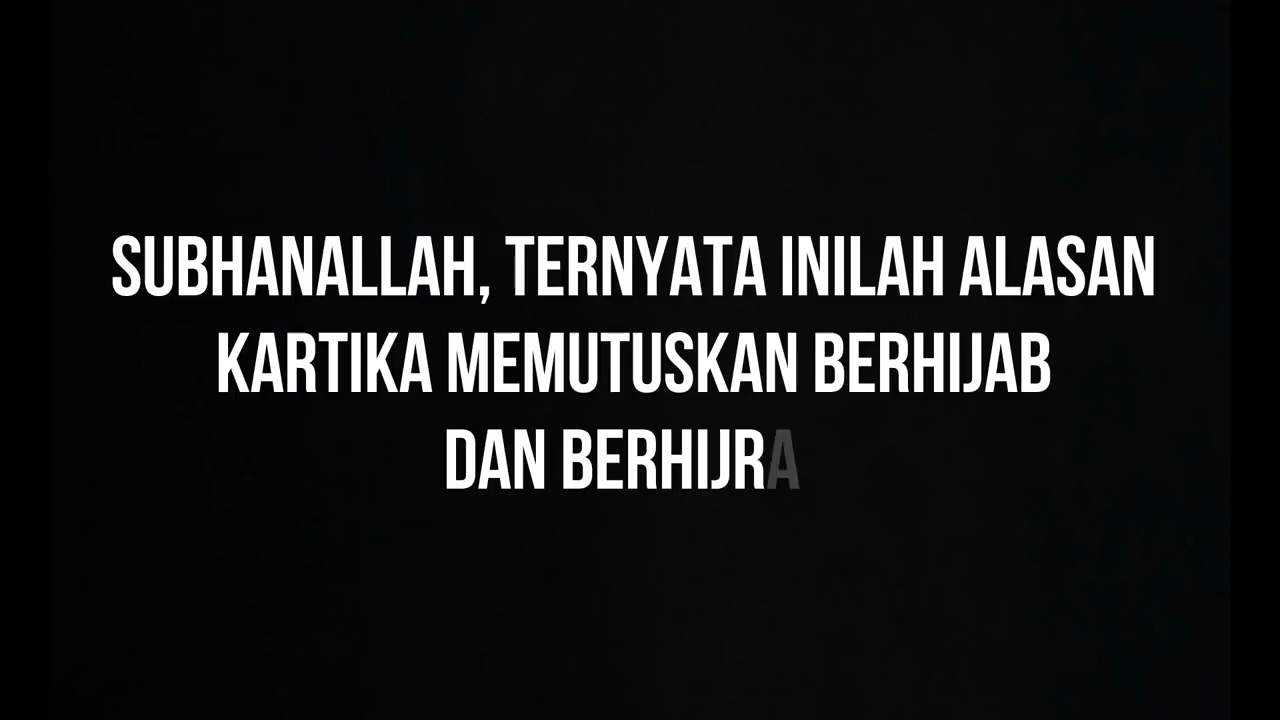 SUBHANALLAH, TERNYATA INILAH ALASAN
KARTIKA MEMUTUSKAN BERHIJAB
DAN BERHIJRA